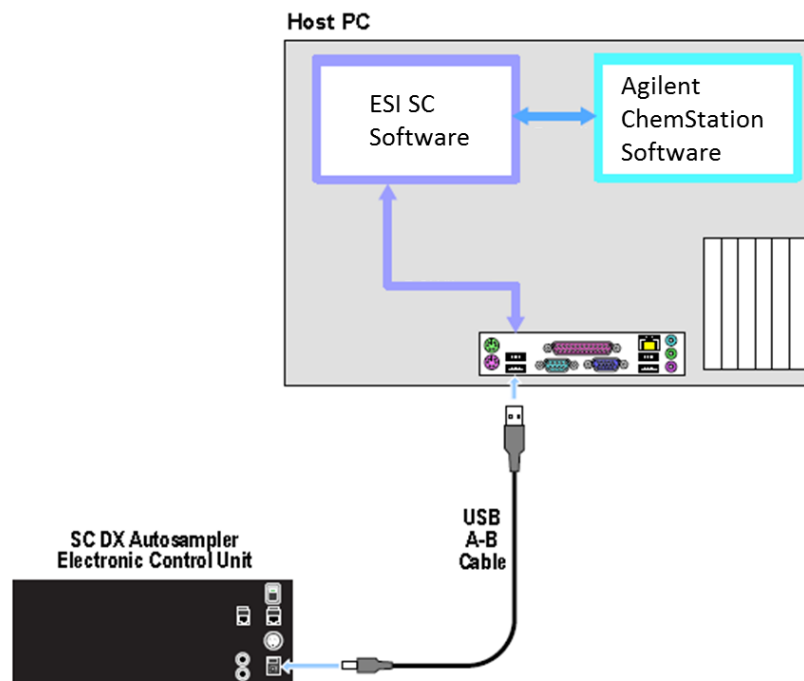 Host PC
ESI SC
Software
Agilent
ChemStation
Software
USB
A-B
Cable
SC DX Autosampler
Electronic Control Unit